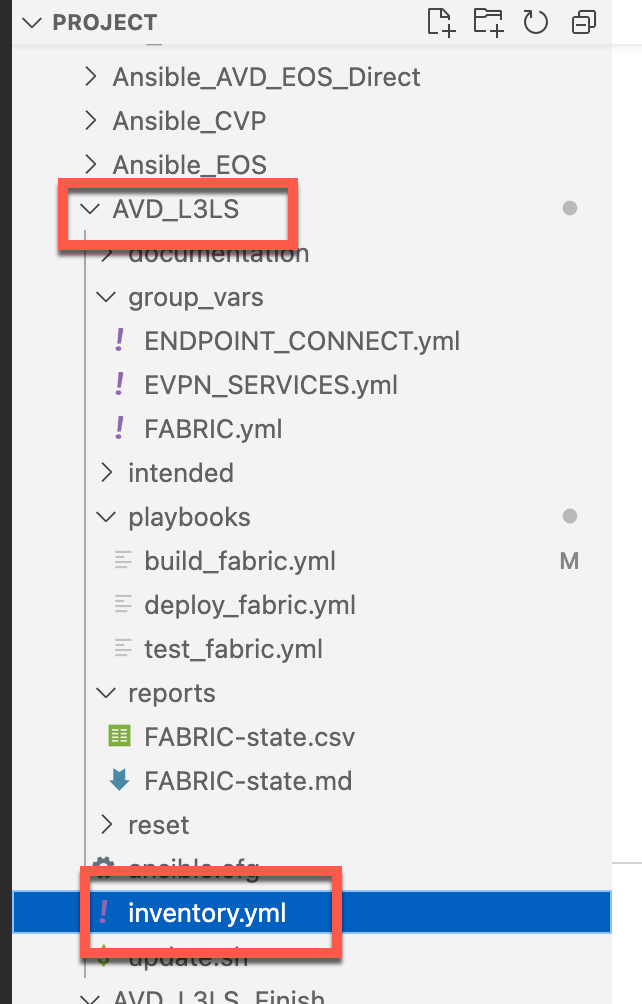 PROJECT
Ansible_AVD_EOS_Direct
Ansible_CVP
Ansible_EOS
AVD_L3LS
documentation
group_vars
! ENDPOINT_CONNECT.yml
! EVPN_SERVICES.yml
! FABRIC.yml
intended
playbooks
build_fabric.yml M
deploy_fabric.yml
test_fabric.yml
reports
FABRIC-state.csv
FABRIC-state.md
reset
ansible.cfg
! inventory.yml
$ update.sh
AVD_L3LS_Finish